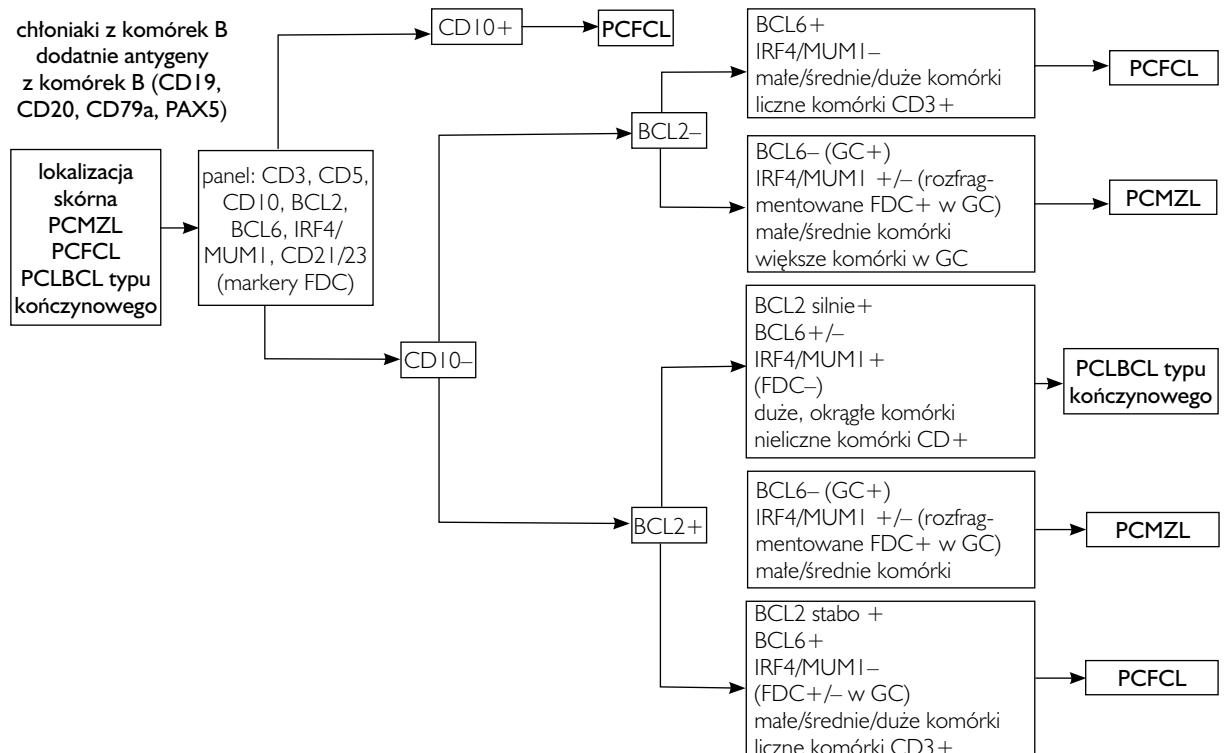 chłoniaki z komórek B
dodatnie antygeny
z komórek B (CD19,
CD20, CD79a, PAX5)
lokalizacja
skórna
PCMZL
PCFCL
PCLBCL typu
kończynowego
panel: CD3, CD5,
CD10, BCL2,
BCL6, IRF4/
MUM1, CD21/23
(markery FDC)
CD10+
PCFCL
CD10–
BCL2–
BCL6+
IRF4/MUM1–
małe/średnie/duże komórki
liczne komórki CD3+
PCFCL
BCL6– (GC+)
IRF4/MUM1 +/– (rozfrag-
mentowane FDC+ w GC)
małe/średnie komórki
większe komórki w GC
PCMZL
BCL2+
BCL2 silnie+
BCL6+/–
IRF4/MUM1+
(FDC–)
duże, okrągłe komórki
nieliczne komórki CD+
PCLBCL typu
kończynowego
BCL6– (GC+)
IRF4/MUM1 +/– (rozfrag-
mentowane FDC+ w GC)
małe/średnie komórki
PCMZL
BCL2 stabo +
BCL6+
IRF4/MUM1–
(FDC+/– w GC)
małe/średnie/duże komórki
liczne komórki CD3+
PCFCL